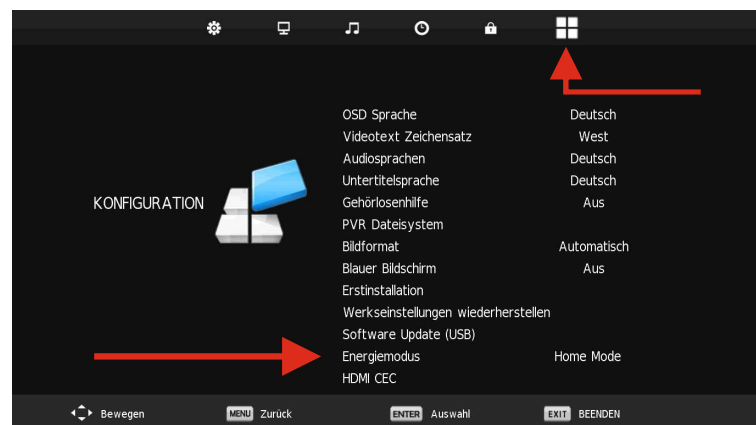 OSD Sprache Deutsch
Videotext Zeichensatz West
Audiosprachen Deutsch
Untertitelsprache Deutsch
KONFIGURATION Gehörlosenhilfe Aus
PVR Dateisystem
Bildformat Automatisch
Blauer Bildschirm Aus
Erstinstallation
Werkseinstellungen wiederherstellen
Software Update (USB)
Energiemodus Home Mode
HDMI CEC
Bewegen MENU Zurück ENTER Auswahl EXIT BEENDEN